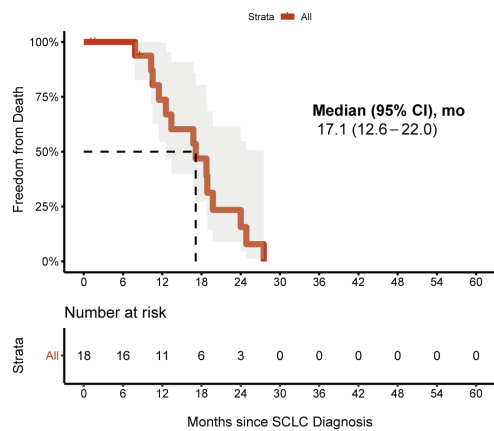 Strata All
Freedom from Death
100%
75%
50%
25%
0%
Median (95% CI), mo
17.1 (12.6–22.0)
0 6 12 18 24 30 36 42 48 54 60
Number at risk
Strata
All 18 16 11 6 3 0 0 0 0 0 0
0 6 12 18 24 30 36 42 48 54 60
Months since SCLC Diagnosis